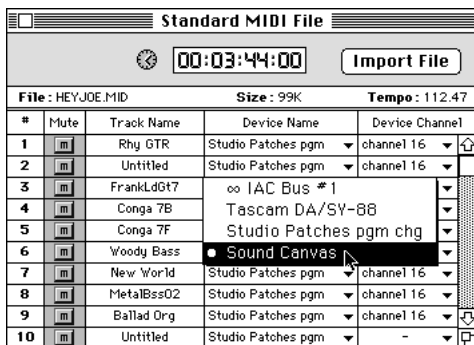 Standard MIDI File
00:03:44:00 Import File
File: HEYJOE.MID Size: 99K Tempo: 112.47
# Mute Track Name Device Name Device Channel
1 m Rhy GTR Studio Patches pgm channel 16
2 m Untitled Studio Patches pgm channel 16
3 m FrankLdGt7 ∞ IAC Bus #1
4 m Conga 7B Tascam DA/SY-88
5 m Conga 7F Studio Patches pgm chg
6 m Woody Bass • Sound Canvas
7 m New World Studio Patches pgm channel 16
8 m MetalBss02 Studio Patches pgm channel 16
9 m Ballad Org Studio Patches pgm channel 16
10 m Untitled Studio Patches pgm -